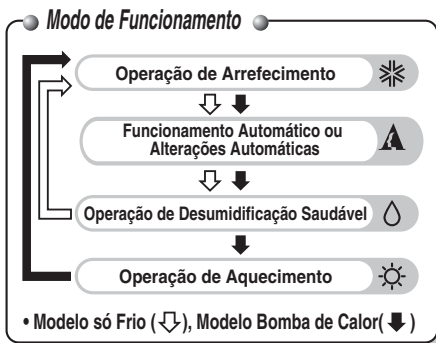 Modo de Funcionamento
Operação de Arrefecimento
Funcionamento Automático ou
Alterações Automáticas
Operação de Desumidificação Saudável
Operação de Aquecimento
• Modelo só Frio (⇩), Modelo Bomba de Calor(⬇)